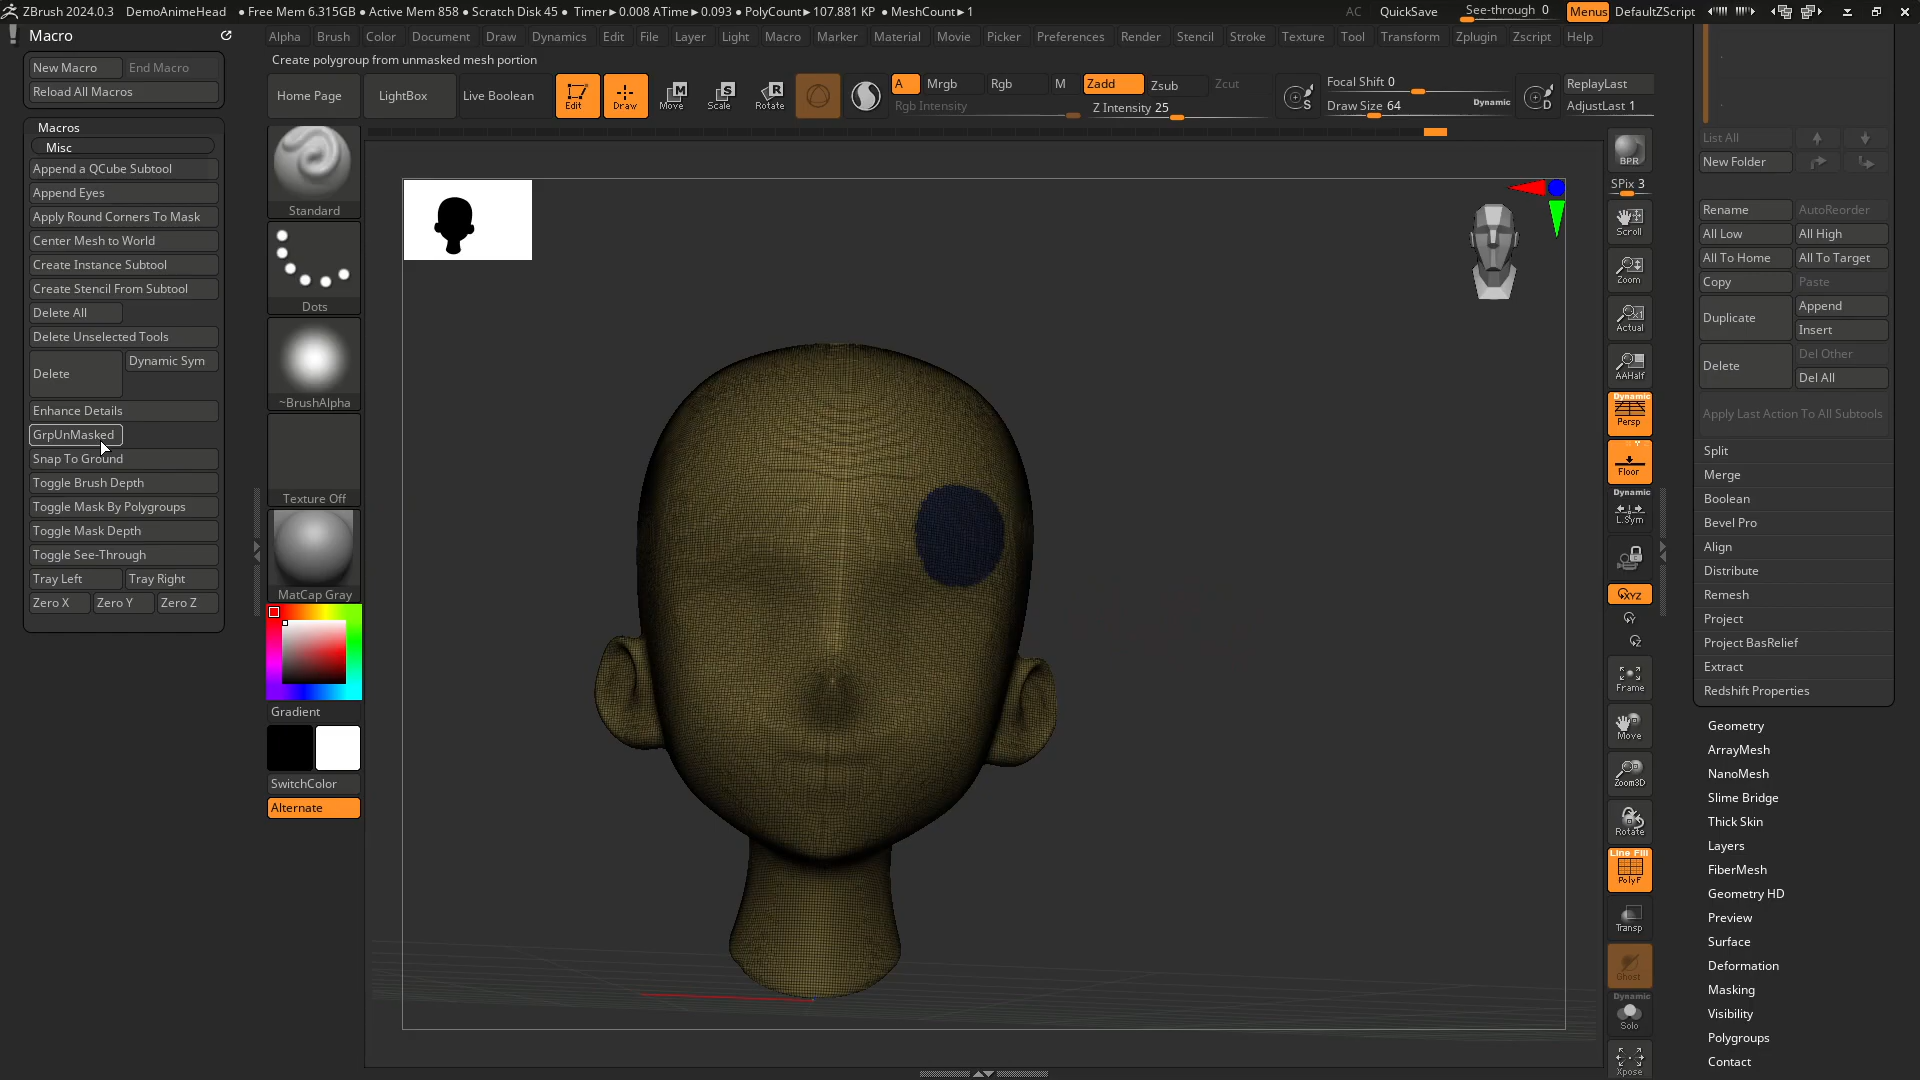 ZBrush 2024.0.3 DemoAnimeHead ● Free Mem 6.315GB ● Active Mem 858 ● Scratch Disk 45 ● Timer►0.008 ATime►0.093 ● PolyCount►107.881 KP ● MeshCount►1 AC QuickSave See-through 0 Menus DefaultZScript
Macro
New Macro End Macro
Reload All Macros
Macros
Misc
Append a QCube Subtool
Append Eyes
Apply Round Corners To Mask
Center Mesh to World
Create Instance Subtool
Create Stencil From Subtool
Delete All
Delete Unselected Tools
Delete Dynamic Sym
Enhance Details
GrpUnMasked
Snap To Ground
Toggle Brush Depth
Toggle Mask By Polygroups
Toggle Mask Depth
Toggle See-Through
Tray Left Tray Right
Zero X Zero Y Zero Z
Alpha Brush Color Document Draw Dynamics Edit File Layer Light Macro Marker Material Movie Picker Preferences Render Stencil Stroke Texture Tool Transform Zplugin Zscript Help
Create polygroup from unmasked mesh portion
Home Page LightBox Live Boolean Edit Draw Move Scale Rotate
M S R
A Mrgb Rgb M Zadd Zsub Zcut
Rgb Intensity Z Intensity 25
S Focal Shift 0
Draw Size 64 Dynamic
D ReplayLast
AdjustLast 1
Standard
Dots
~BrushAlpha
Texture Off
MatCap Gray
Gradient
SwitchColor
Alternate
BPR
SPix 3
Scroll
Zoom
Actual
AAHalf
Dynamic
Persp
Floor
Dynamic
L.Sym
XYZ
Y
Z
Frame
Move
Zoom3D
Rotate
Line Fill
PolyF
Transp
Ghost
Dynamic
Solo
Xpose
List All
New Folder
Rename AutoReorder
All Low All High
All To Home All To Target
Copy Paste
Duplicate Append
Insert
Delete Del Other
Del All
Apply Last Action To All Subtools
Split
Merge
Boolean
Bevel Pro
Align
Distribute
Remesh
Project
Project BasRelief
Extract
Redshift Properties
Geometry
ArrayMesh
NanoMesh
Slime Bridge
Thick Skin
Layers
FiberMesh
Geometry HD
Preview
Surface
Deformation
Masking
Visibility
Polygroups
Contact